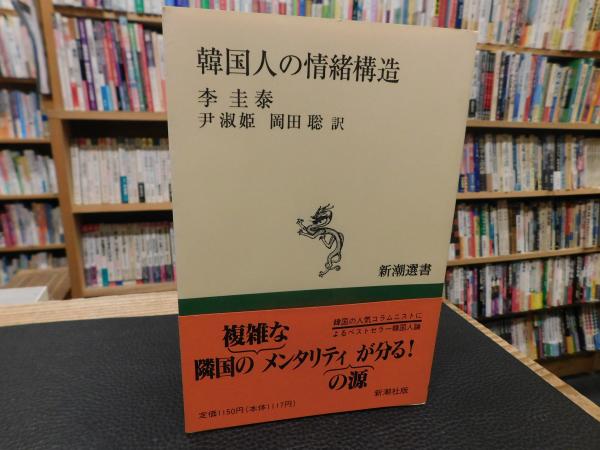 韓国人の情緒構造
李圭泰
尹淑姫 岡田聡 訳
新潮選書
韓国の人気コラムニストに
よるベストセラー韓国人論
複雑な
隣国の メンタリティ が分る!
の源
定価1150円(本体1117円)
新潮社版